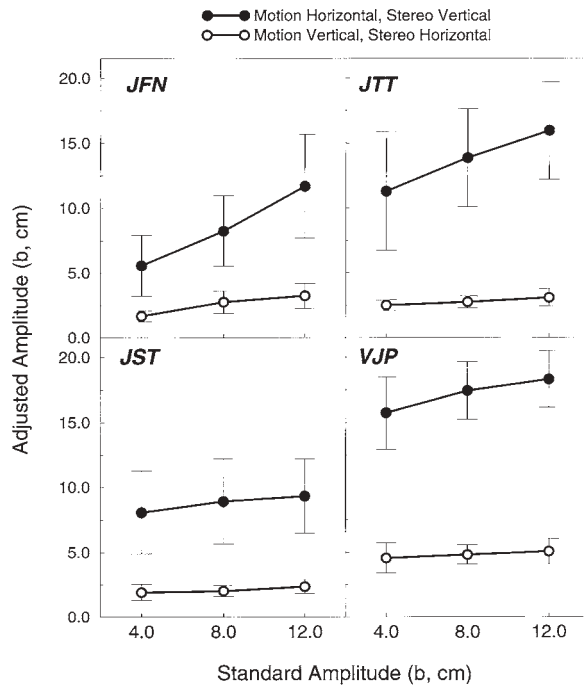 Motion Horizontal, Stereo Vertical
Motion Vertical, Stereo Horizontal
JFN
JTT
20.0
15.0
10.0
5.0
0.0
JST
VJP
20.0
15.0
10.0
5.0
0.0
4.0 8.0 12.0 4.0 8.0 12.0
Adjusted Amplitude (b, cm)
Standard Amplitude (b, cm)